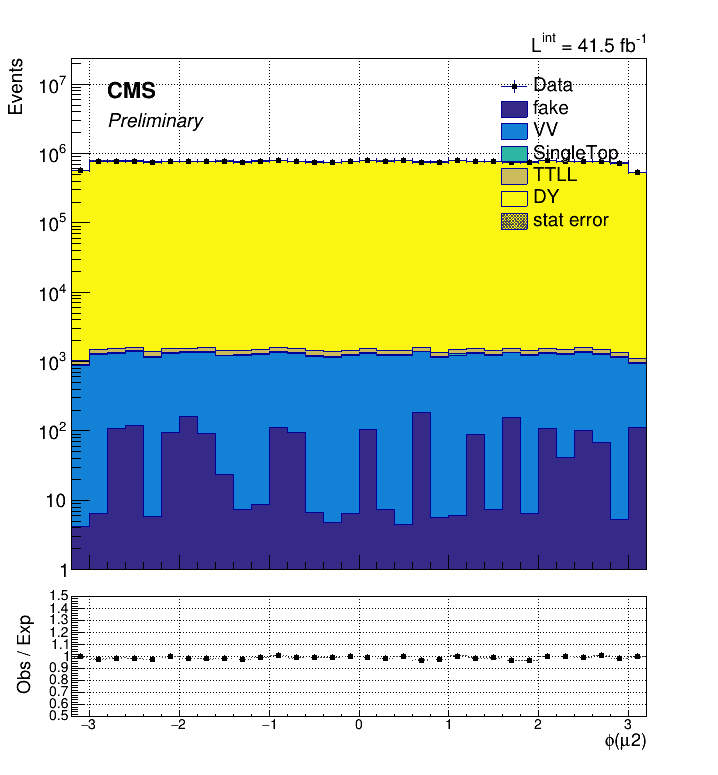 L^int = 41.5 fb^-1
Events
CMS
Preliminary
Data
fake
VV
SingleTop
TTLL
DY
stat error
10^7
10^6
10^5
10^4
10^3
10^2
10
1
Obs / Exp
1.5
1.4
1.3
1.2
1.1
1
0.9
0.8
0.7
0.6
0.5
−3 −2 −1 0 1 2 3
ϕ(μ2)